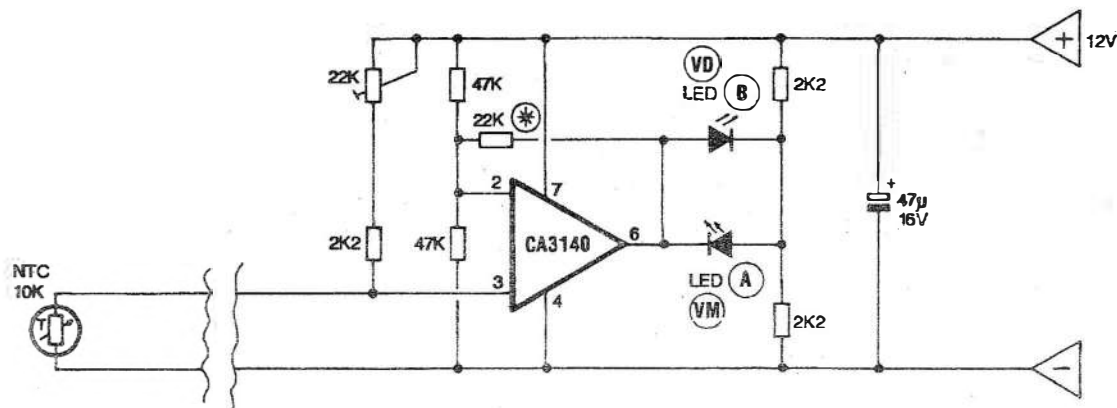 12V
22K
47K
VD
LED B
2K2
22K
2
7
+
47µ
16V
2K2
47K
CA3140
6
NTC
10K
3
4
LED A
VM
2K2